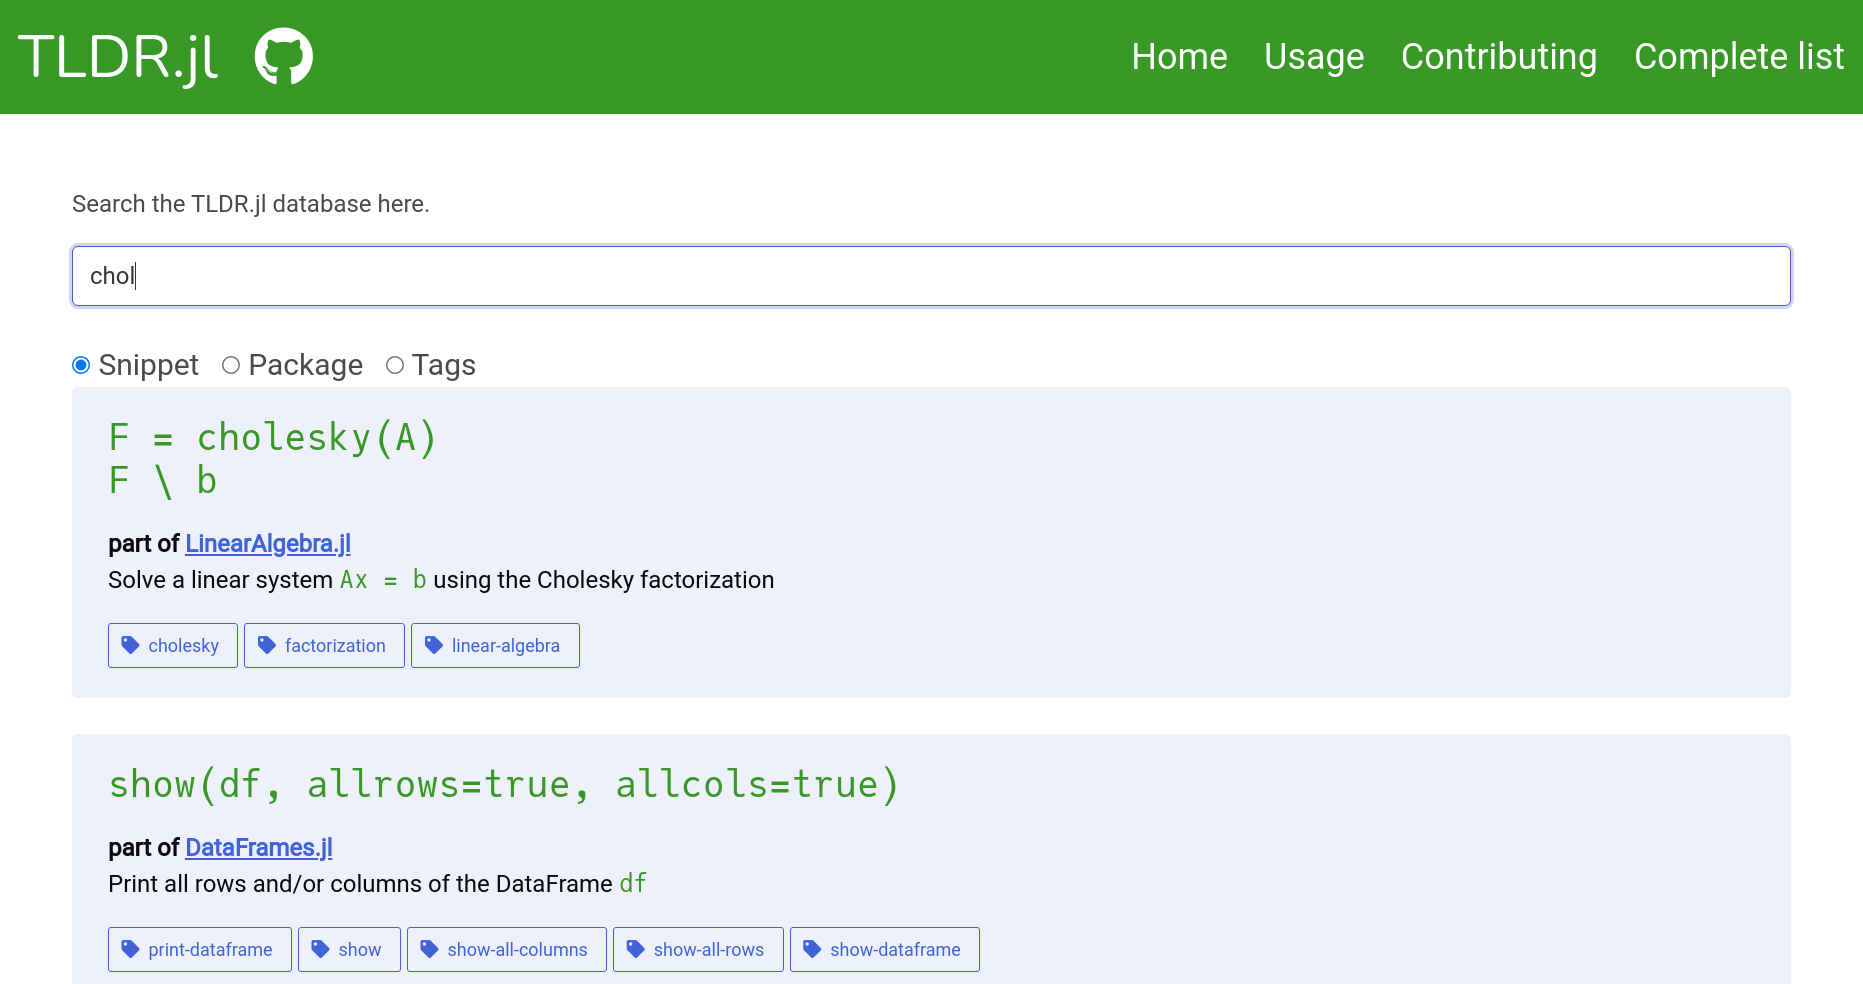 TLDR.jl Home Usage Contributing Complete list
Search the TLDR.jl database here.
chol
Snippet Package Tags
F = cholesky(A)
F \ b
part of LinearAlgebra.jl
Solve a linear system Ax = b using the Cholesky factorization
cholesky factorization linear-algebra
show(df, allrows=true, allcols=true)
part of DataFrames.jl
Print all rows and/or columns of the DataFrame df
print-dataframe show show-all-columns show-all-rows show-dataframe